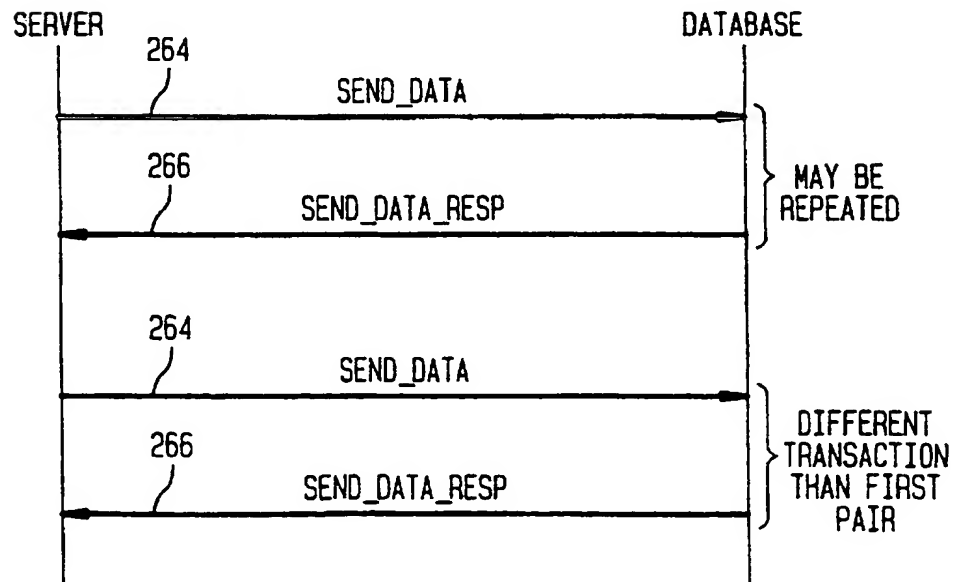 SERVER
DATABASE
264
SEND_DATA
266
SEND_DATA_RESP
MAY BE
REPEATED
264
SEND_DATA
266
SEND_DATA_RESP
DIFFERENT
TRANSACTION
THAN FIRST
PAIR